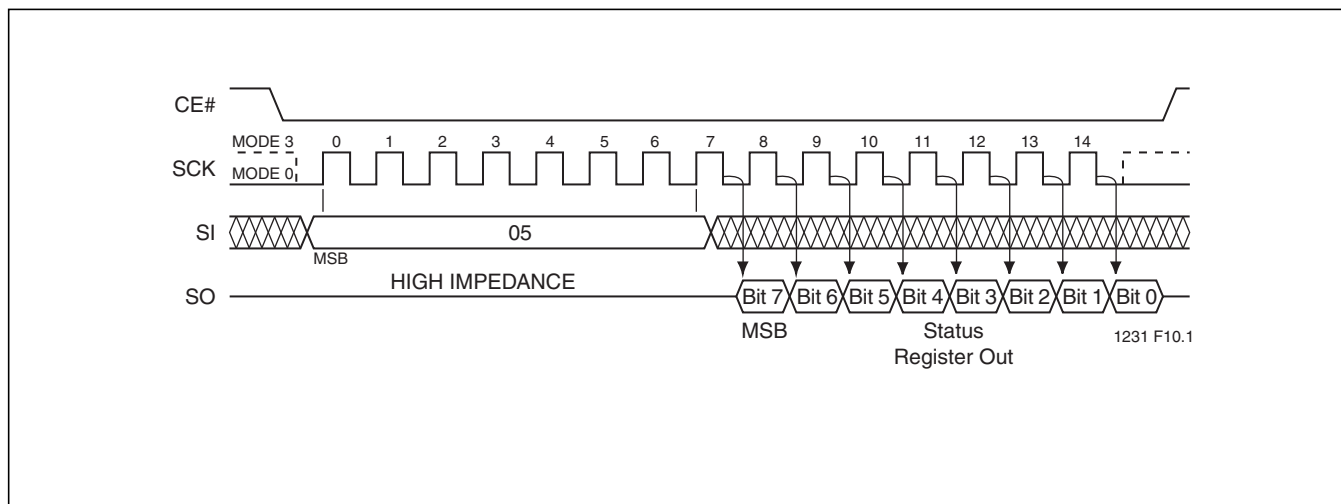 CE#
MODE 3 0 1 2 3 4 5 6 7 8 9 10 11 12 13 14
SCK
MODE 0
SI 05
MSB
HIGH IMPEDANCE
SO Bit 7 Bit 6 Bit 5 Bit 4 Bit 3 Bit 2 Bit 1 Bit 0
MSB Status
Register Out
1231 F10.1